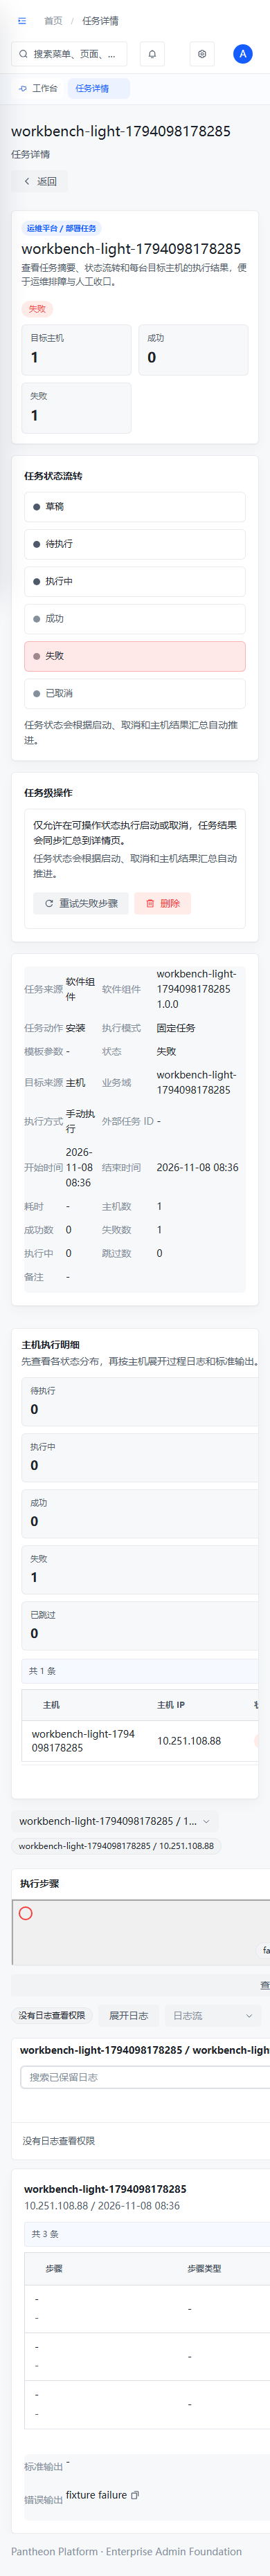 首页 / 任务详情
搜索菜单、页面、...
A
工作台
任务详情
workbench-light-1794098178285
任务详情
返回
运维平台 / 部署任务
workbench-light-1794098178285
查看任务摘要、状态流转和每台目标主机的执行结果，便
于运维排障与人工收口。
失败
目标主机
1
成功
0
失败
1
任务状态流转
草稿
待执行
执行中
成功
失败
已取消
任务状态会根据启动、取消和主机结果汇总自动推
进。
任务级操作
仅允许在可操作状态执行启动或取消，任务结果
会同步汇总到详情页。
任务状态会根据启动、取消和主机结果汇总自动
推进。
重试失败步骤
删除
任务来源 软件组件 软件组件 workbench-light-1794098178285 1.0.0
任务动作 安装 执行模式 固定任务
模板参数 - 状态 失败
目标来源 主机 业务域 workbench-light-1794098178285
执行方式 手动执行 外部任务 ID -
开始时间 2026-11-08 08:36 结束时间 2026-11-08 08:36
耗时 - 主机数 1
成功数 0 失败数 1
执行中 0 跳过数 0
备注 -
主机执行明细
先查看各状态分布，再按主机展开过程日志和标准输出。
待执行
0
执行中
0
成功
0
失败
1
已跳过
0
共 1 条
主机 主机 IP
workbench-light-1794098178285 10.251.108.88
workbench-light-1794098178285 / 1...
workbench-light-1794098178285 / 10.251.108.88
执行步骤
fa
查
没有日志查看权限
展开日志
日志流
workbench-light-1794098178285 / workbench-light
搜索已保留日志
没有日志查看权限
workbench-light-1794098178285
10.251.108.88 / 2026-11-08 08:36
共 3 条
步骤 步骤类型
-
- -
-
- -
-
- -
标准输出 -
错误输出 fixture failure
Pantheon Platform · Enterprise Admin Foundation